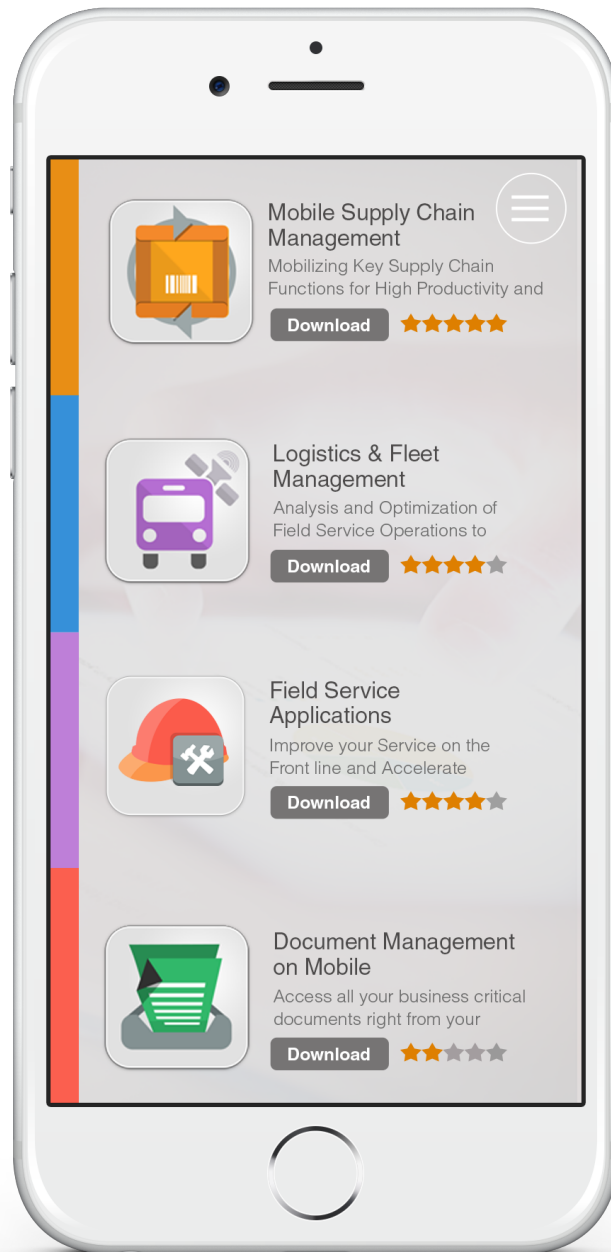 Mobile Supply Chain
Management
Mobilizing Key Supply Chain
Functions for High Productivity and
Download
Logistics & Fleet
Management
Analysis and Optimization of
Field Service Operations to
Download
Field Service
Applications
Improve your Service on the
Front line and Accelerate
Download
Document Management
on Mobile
Access all your business critical
documents right from your
Download